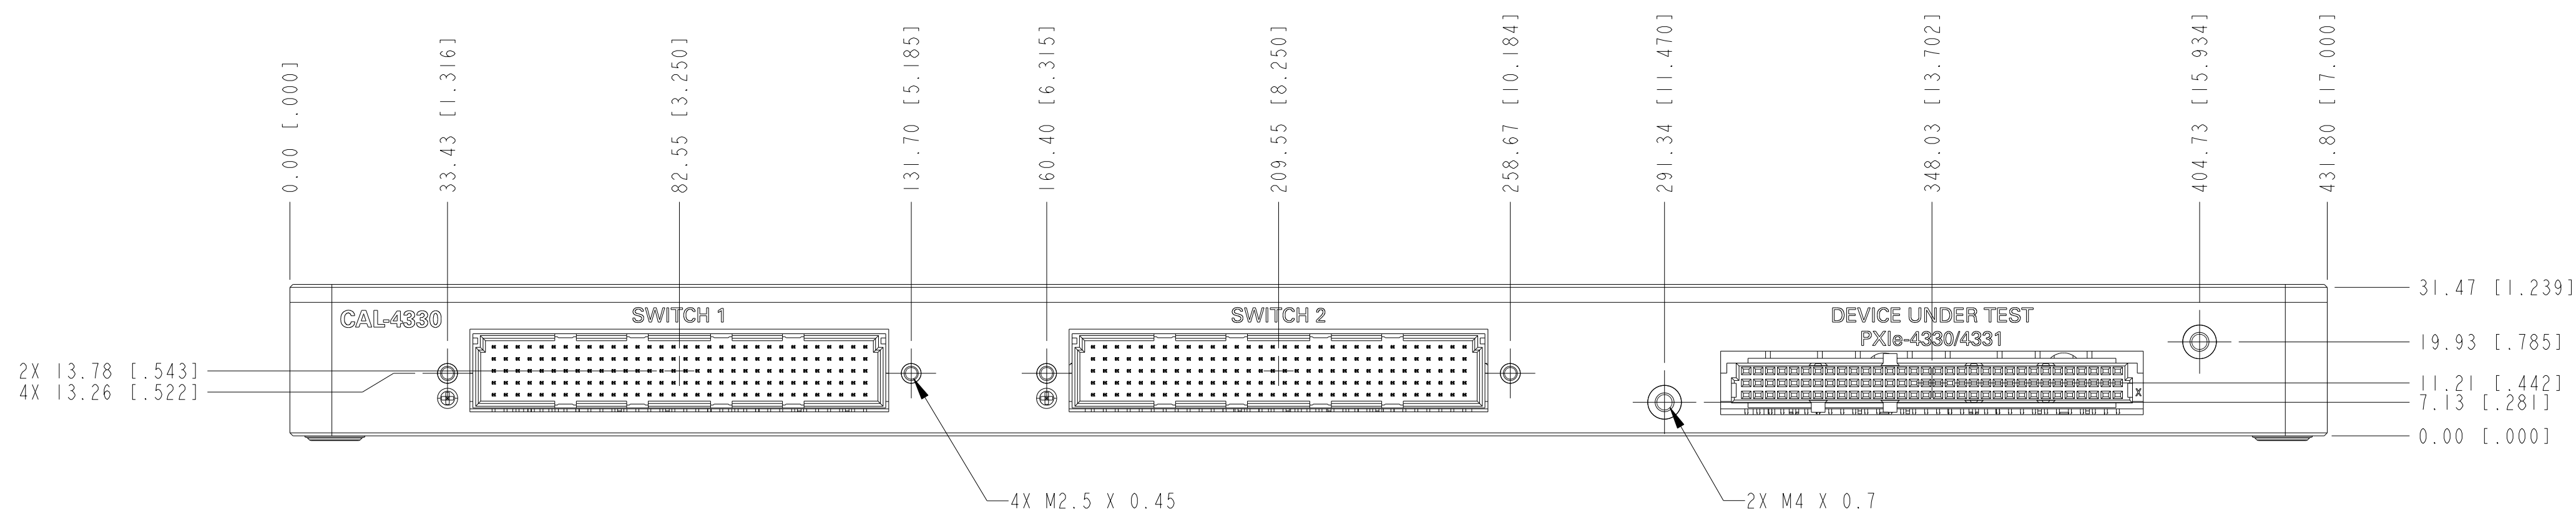 0.00 [.000]
33.43 [1.316]
82.55 [3.250]
131.70 [5.185]
160.40 [6.315]
209.55 [8.250]
258.67 [10.184]
291.34 [11.470]
348.03 [13.702]
404.73 [15.934]
431.80 [17.000]
31.47 [1.239]
CAL-4330
SWITCH 1
SWITCH 2
DEVICE UNDER TEST
PXIe-4330/4331
19.93 [.785]
2X 13.78 [.543]
4X 13.26 [.522]
11.21 [.442]
X
7.13 [.281]
0.00 [.000]
4X M2.5 X 0.45
2X M4 X 0.7